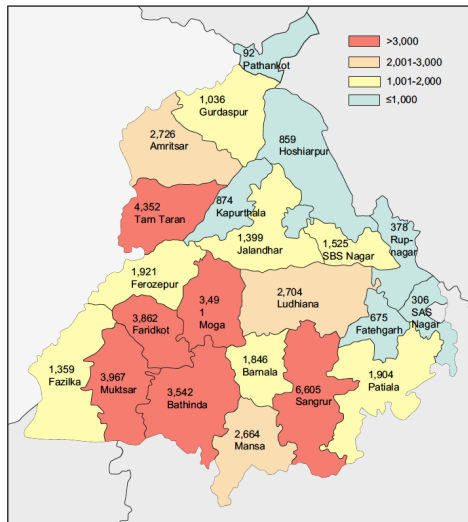 92
Pathankot
>3,000
2,001-3,000
1,001-2,000
≤1,000
1,036
Gurdaspur
2,726
Amritsar
859
Hoshiarpur
4,352
Tarn Taran
874
Kapurthala
378
Rup-
nagar
1,399
Jalandhar
1,525
SBS Nagar
1,921
Ferozepur
3,49
1
Moga
2,704
Ludhiana
306
SAS
Nagar
675
Fatehgarh
3,862
Faridkot
1,359
Fazilka
3,967
Muktsar
3,542
Bathinda
1,846
Barnala
6,605
Sangrur
1,904
Patiala
2,664
Mansa